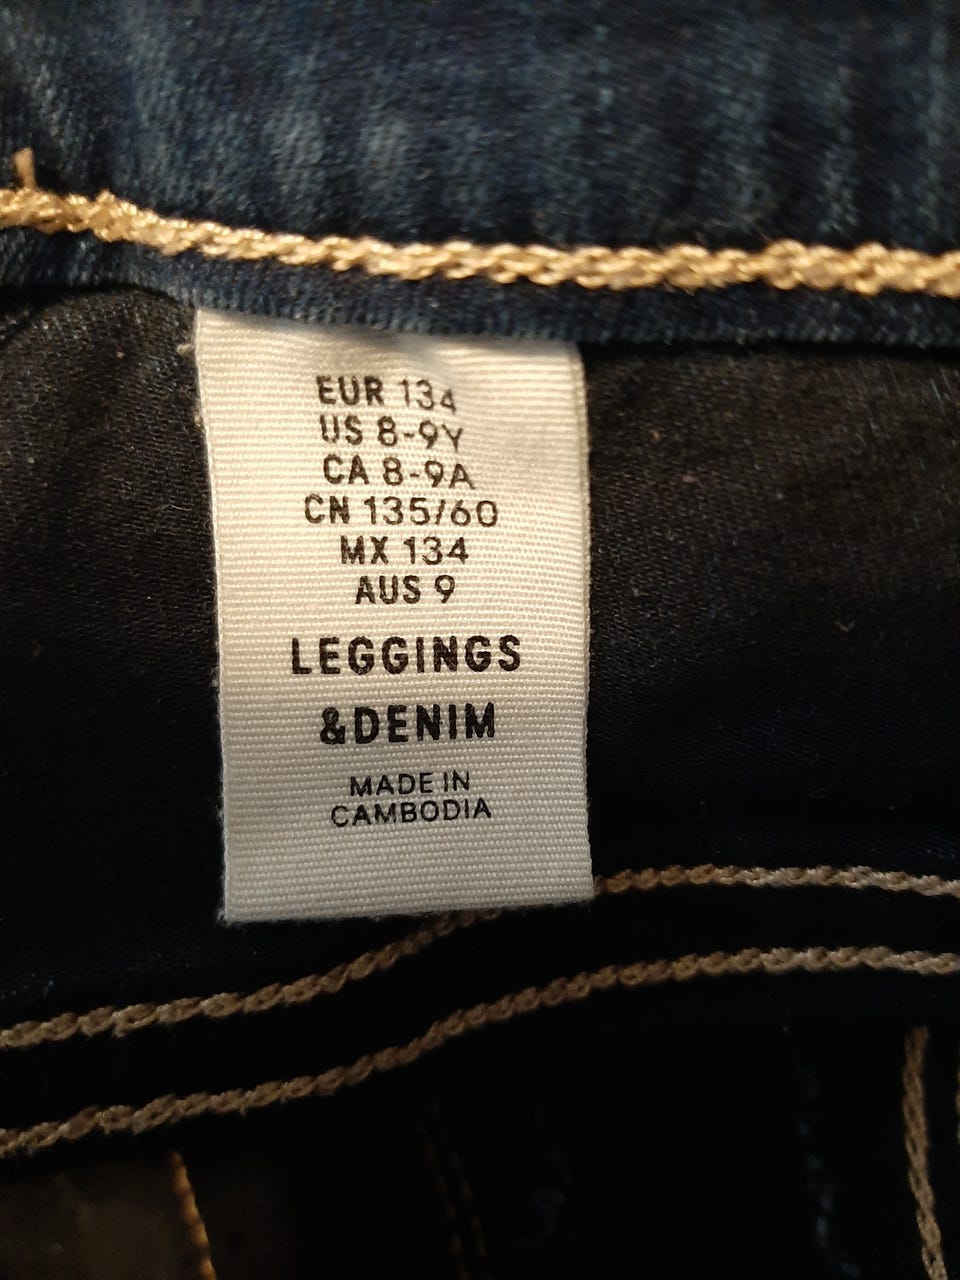 EUR 134
US 8-9Y
CA 8-9A
CN 135/60
MX 134
AUS 9
LEGGINGS
&DENIM
MADE IN
CAMBODIA